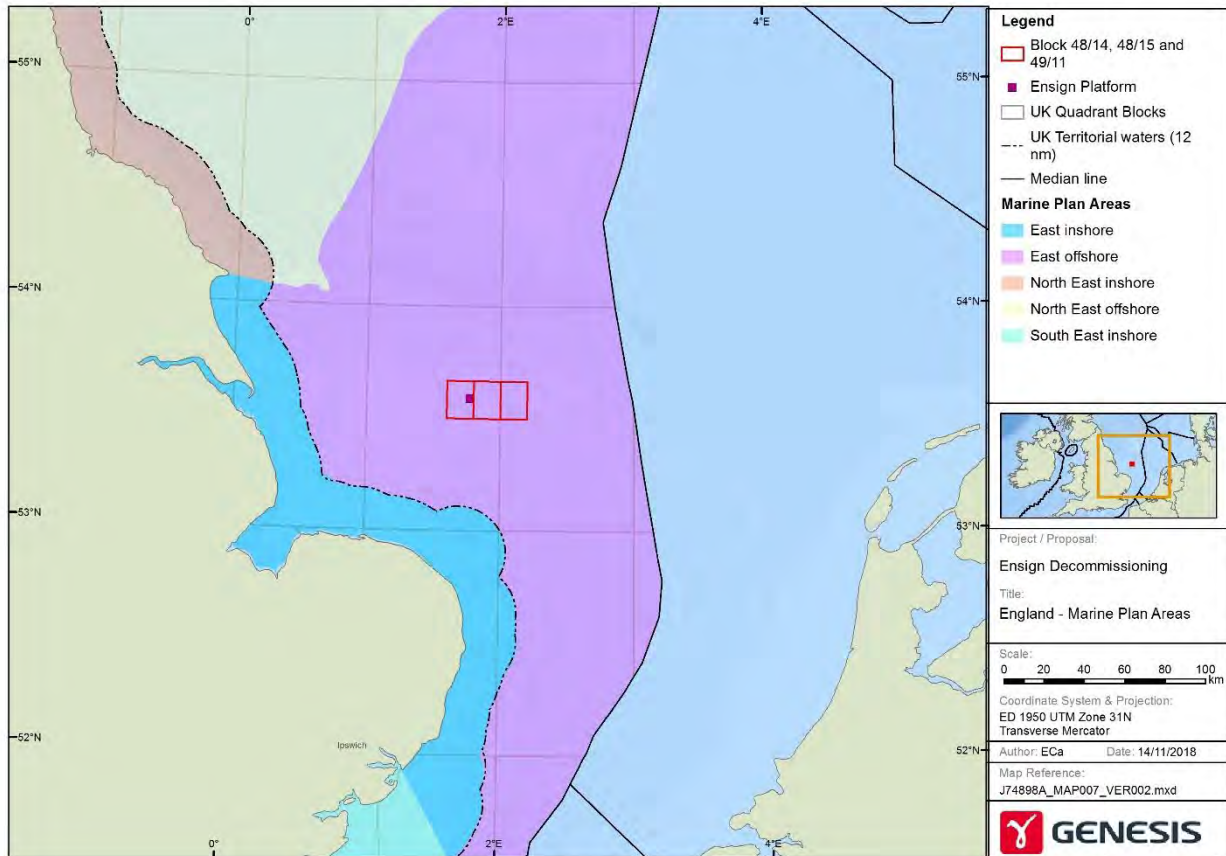 0°
2°E
4°E
55°N
55°N
54°N
54°N
53°N
53°N
52°N
52°N
Ipswich
0°
2°E
4°E
Legend
Block 48/14, 48/15 and
49/11
Ensign Platform
UK Quadrant Blocks
UK Territorial waters (12
nm)
Median line
Marine Plan Areas
East inshore
East offshore
North East inshore
North East offshore
South East inshore
Project / Proposal:
Ensign Decommissioning
Title:
England - Marine Plan Areas
Scale:
0 20 40 60 80 100
km
Coordinate System & Projection:
ED 1950 UTM Zone 31N
Transverse Mercator
Author: ECa Date: 14/11/2018
Map Reference:
J74898A_MAP007_VER002.mxd
GENESIS